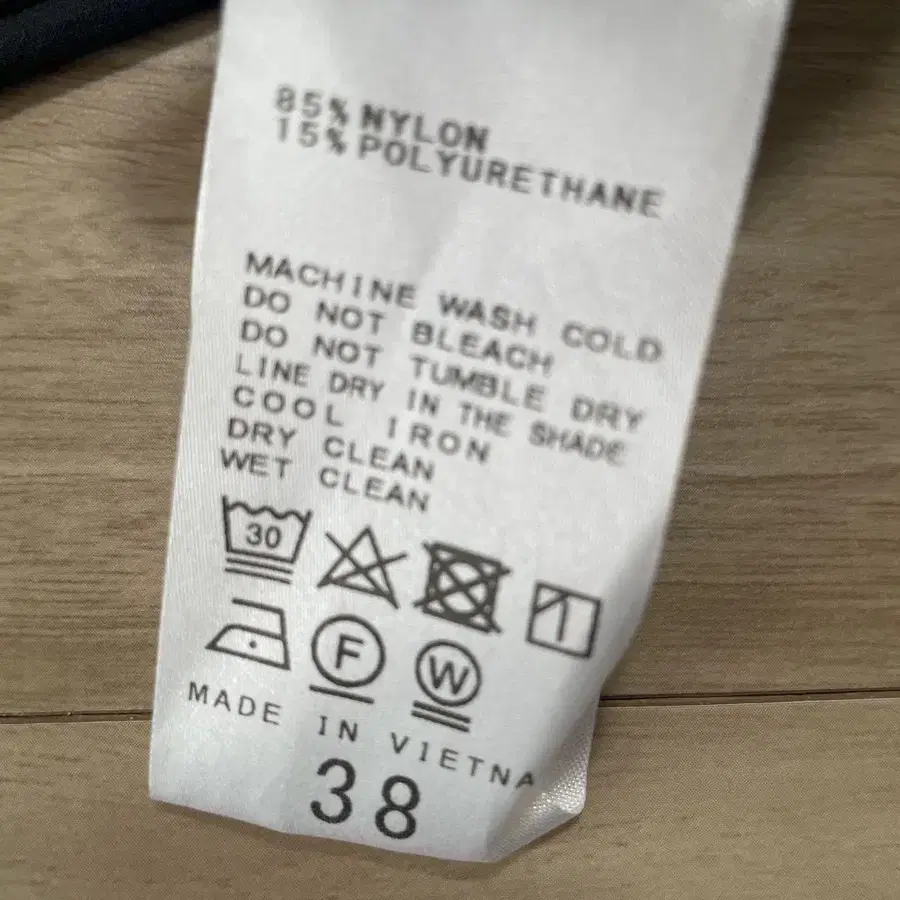 85% NYLON
15% POLYURETHANE
MACHINE WASH COLD
DO NOT BLEACH
DO NOT TUMBLE DRY
LINE DRY IN THE SHADE
COOL IRON
DRY CLEAN
WET CLEAN
30
F W
MADE IN VIETNA
38